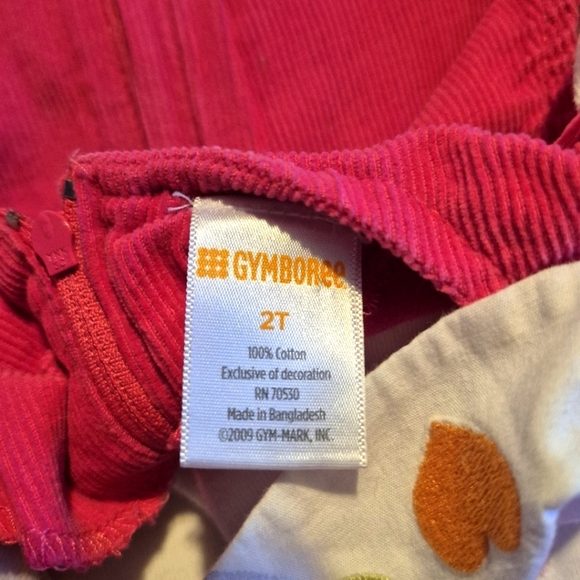 GYMBORee
2T
100% Cotton
Exclusive of decoration
RN 70530
Made in Bangladesh
©2009 GYM-MARK, INC.